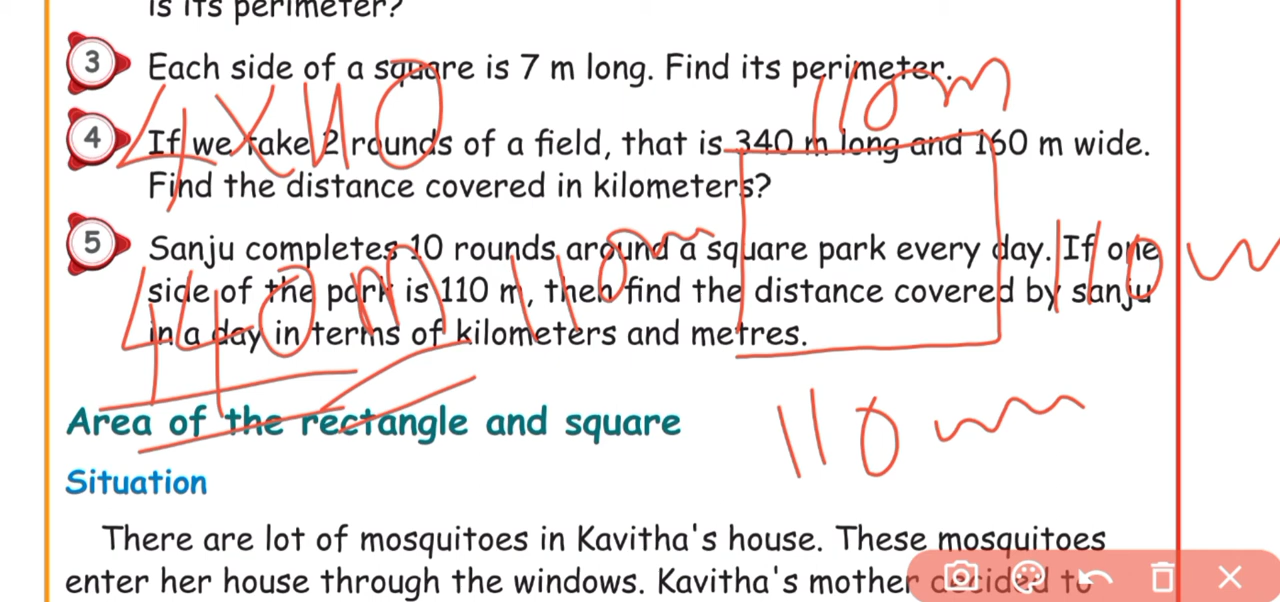 is its perimeter?
3 Each side of a square is 7 m long. Find its perimeter.
110m
4×110
4 If we take 2 rounds of a field, that is 340 m long and 160 m wide.
Find the distance covered in kilometers?
5 Sanju completes 10 rounds around a square park every day. If one
110m
110m
side of the park is 110 m, then find the distance covered by sanju
440m
in a day in terms of kilometers and metres.
110m
Area of the rectangle and square
Situation
There are lot of mosquitoes in Kavitha's house. These mosquitoes
enter her house through the windows. Kavitha's mother decided to